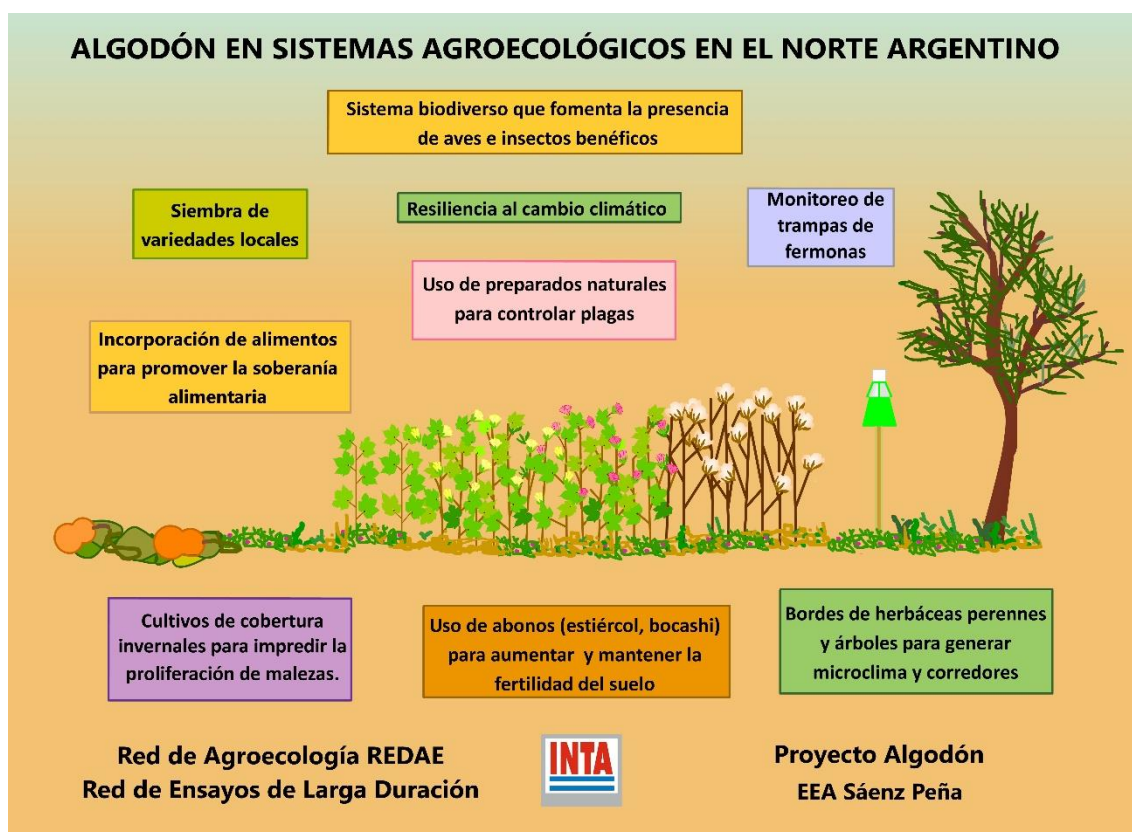 ALGODÓN EN SISTEMAS AGROECOLÓGICOS EN EL NORTE ARGENTINO
Sistema biodiverso que fomenta la presencia
de aves e insectos benéficos
Siembra de
variedades locales
Resiliencia al cambio climático
Monitoreo de
trampas de
fermonas
Uso de preparados naturales
para controlar plagas
Incorporación de alimentos
para promover la soberanía
alimentaria
Cultivos de cobertura
invernales para impredir la
proliferación de malezas.
Uso de abonos (estiércol, bocashi)
para aumentar y mantener la
fertilidad del suelo
Bordes de herbáceas perennes
y árboles para generar
microclima y corredores
Red de Agroecología REDAE
Red de Ensayos de Larga Duración
INTA
Proyecto Algodón
EEA Sáenz Peña